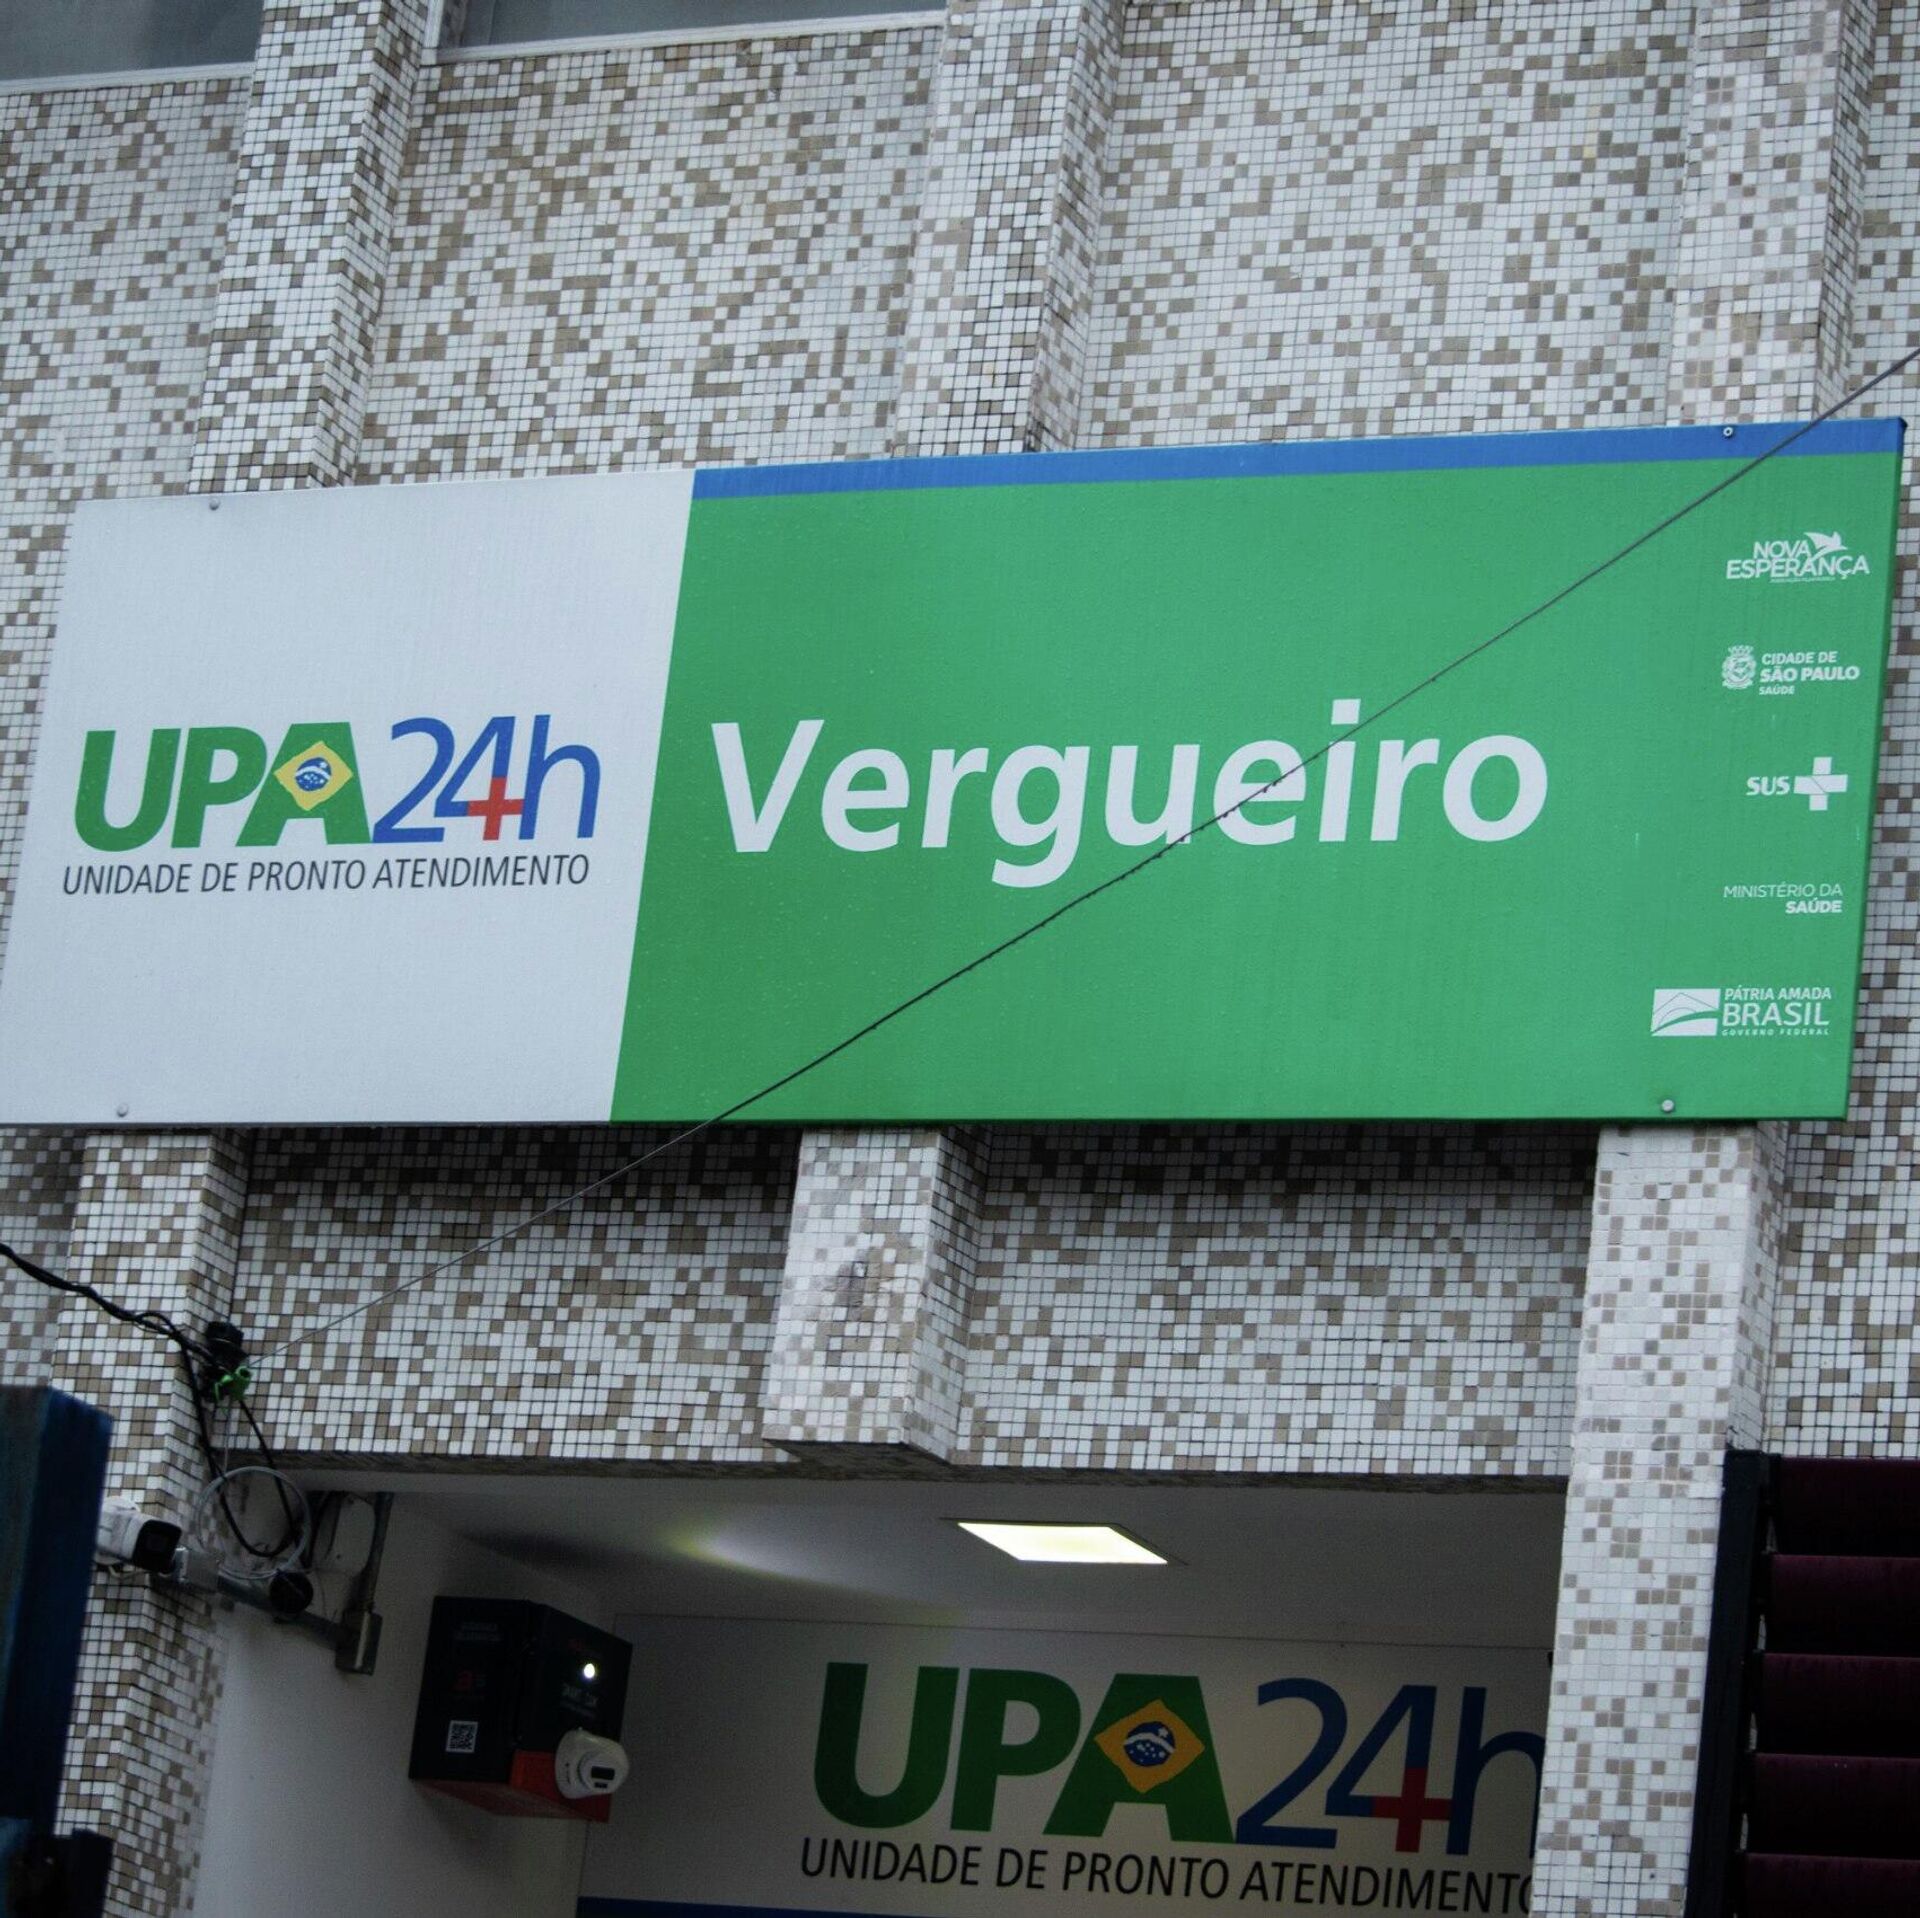 UPA24h
UNIDADE DE PRONTO ATENDIMENTO
Vergueiro
NOVA
ESPERANÇA
CIDADE DE
SÃO PAULO
SAÚDE
SUS
MINISTÉRIO DA
SAÚDE
PÁTRIA AMADA
BRASIL
GOVERNO FEDERAL
UPA24h
UNIDADE DE PRONTO ATENDIMENTO